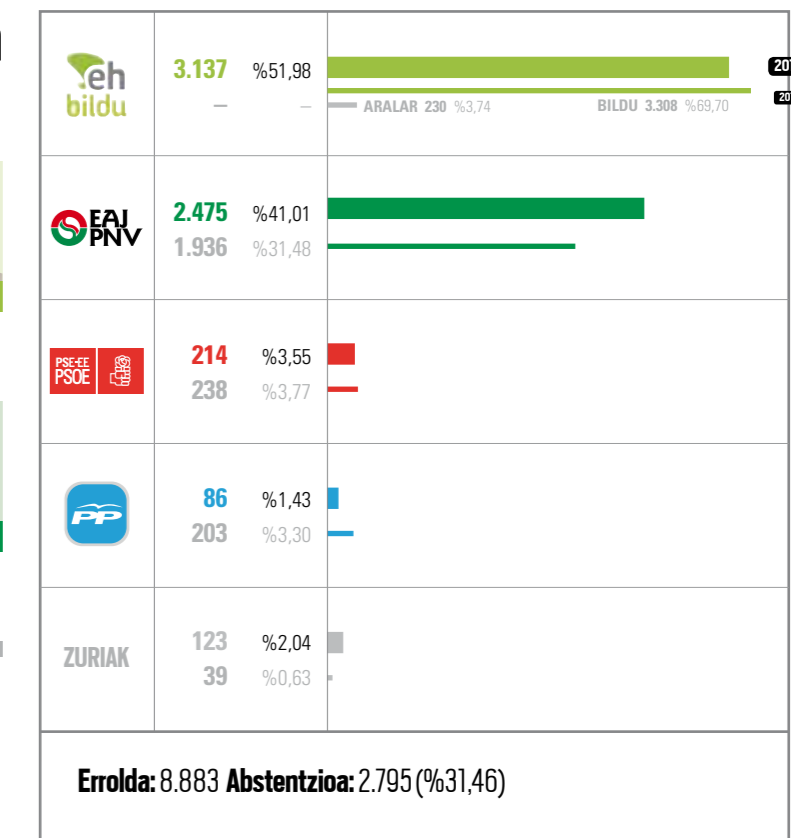 eh
bildu
3.137 %51,98
— —
ARALAR 230 %3,74 BILDU 3.308 %69,70
EAJ
PNV
2.475 %41,01
1.936 %31,48
PSE-EE
PSOE
214 %3,55
238 %3,77
PP
86 %1,43
203 %3,30
ZURIAK
123 %2,04
39 %0,63
Errolda: 8.883 Abstentzioa: 2.795 (%31,46)